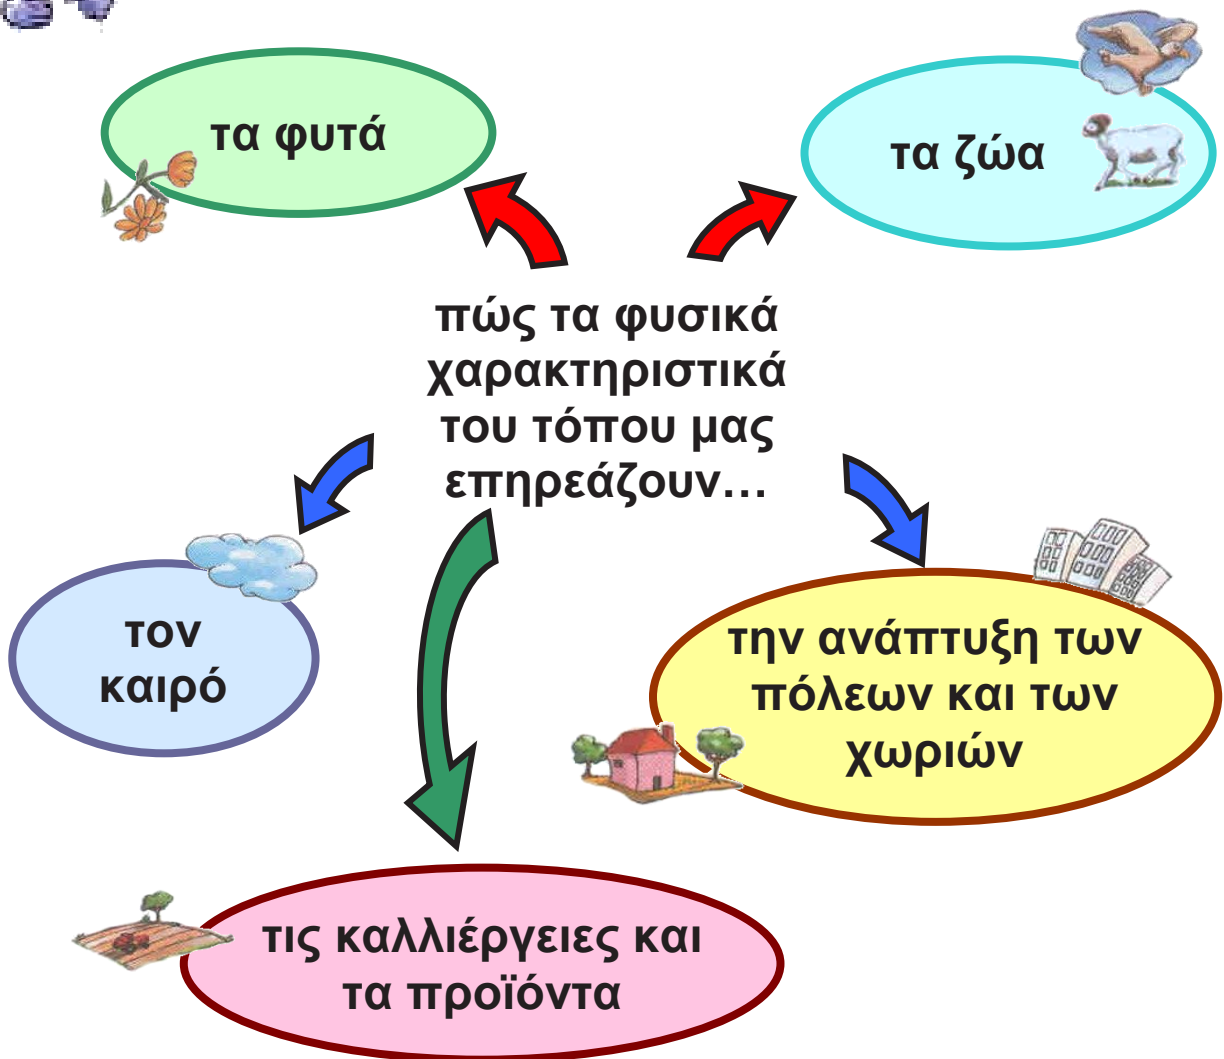 τα φυτά
τα ζώα
πώς τα φυσικά
χαρακτηριστικά
του τόπου μας
επηρεάζουν…
τον
καιρό
την ανάπτυξη των
πόλεων και των
χωριών
τις καλλιέργειες και
τα προϊόντα